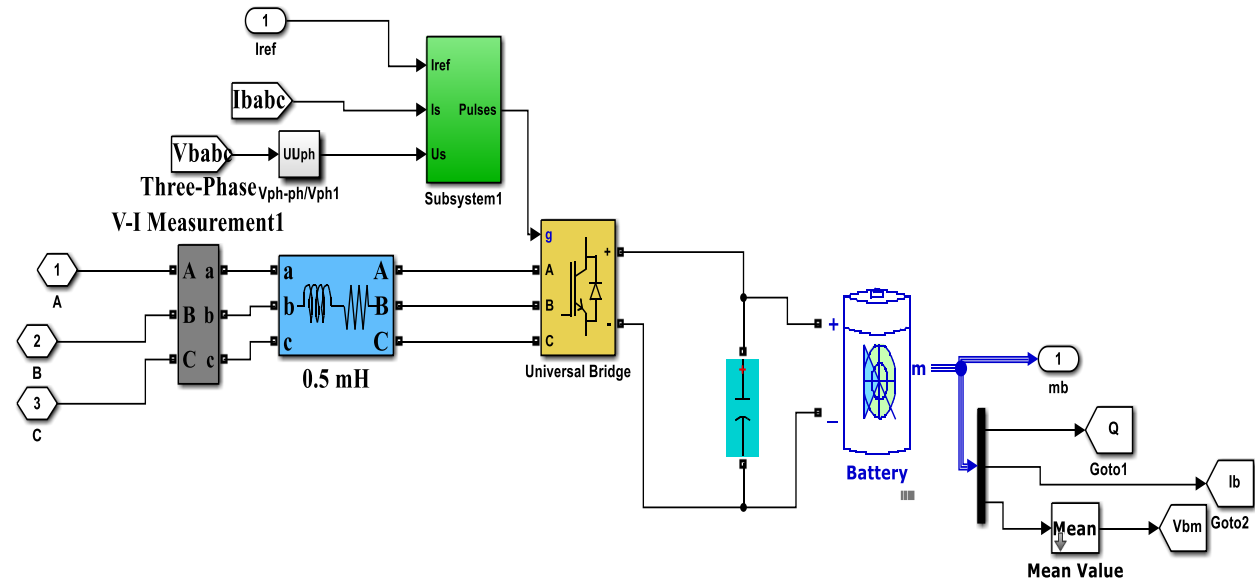 1
Iref
Ibabc
Vbabc
Three-Phase
V-I Measurement1
UUph
Vph-ph/Vph1
Iref
Is
Us
Pulses
Subsystem1
1
A
2
B
3
C
A
B
C
a
b
c
a
b
c
A
B
C
0.5 mH
g
A
B
C
+
-
Universal Bridge
+
+
−
m
Battery
1
mb
Q
Goto1
Ib
Goto2
Mean
Mean Value
Vbm